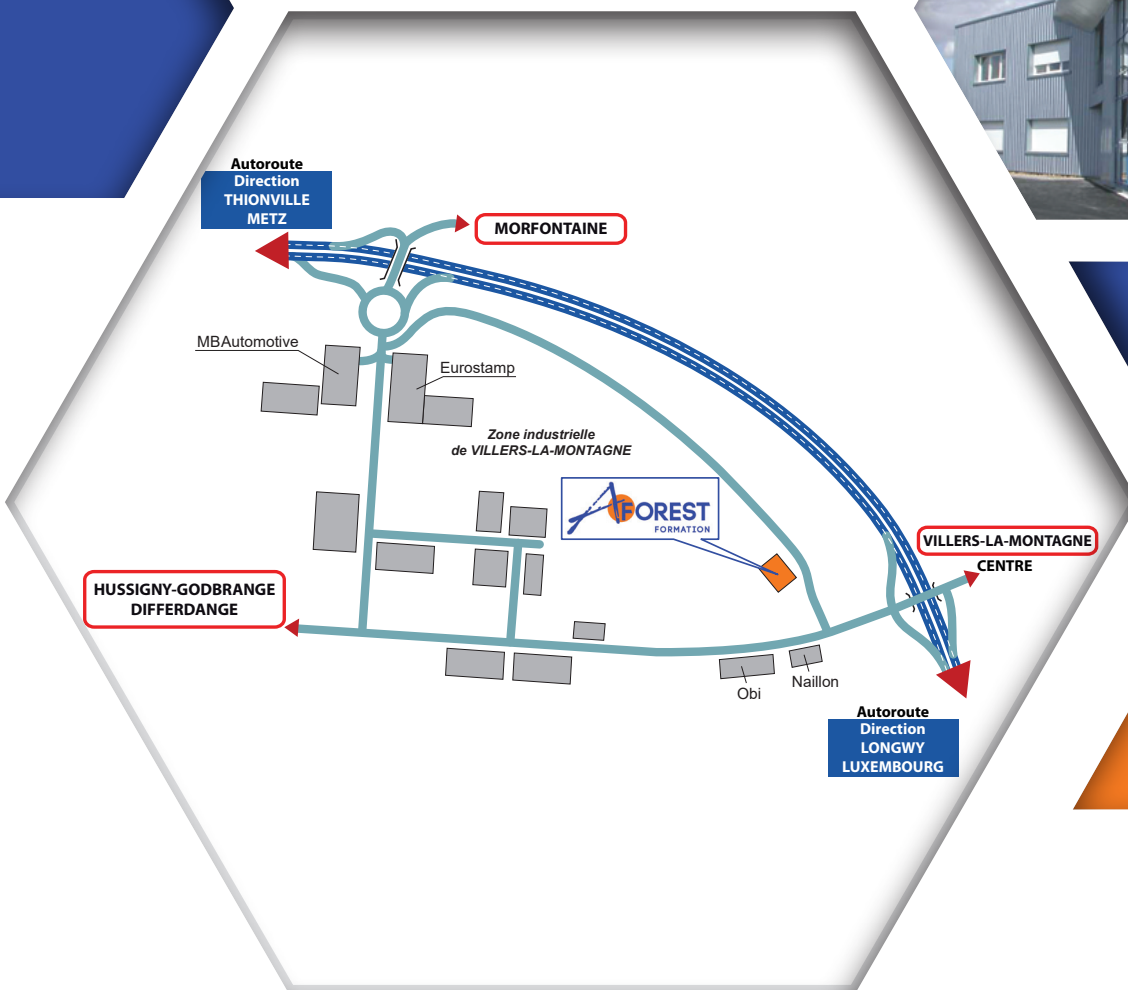 Autoroute
Direction
THIONVILLE
METZ
MORFONTAINE
MBAutomotive
Eurostamp
Zone industrielle
de VILLERS-LA-MONTAGNE
AFOREST
FORMATION
VILLERS-LA-MONTAGNE
CENTRE
HUSSIGNY-GODBRANGE
DIFFERDANGE
Naillon
Obi
Autoroute
Direction
LONGWY
LUXEMBOURG